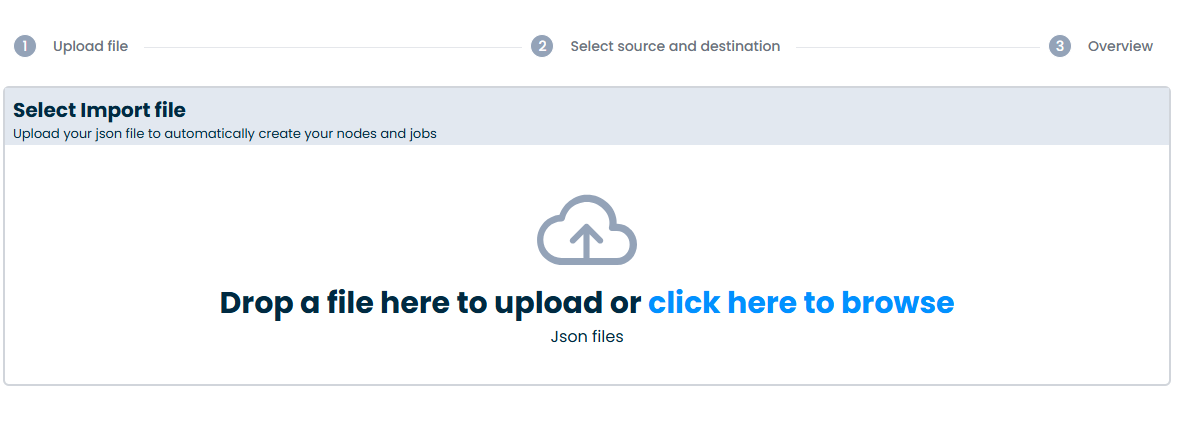 1 Upload file 2 Select source and destination 3 Overview
Select Import file
Upload your json file to automatically create your nodes and jobs
Drop a file here to upload or click here to browse
Json files